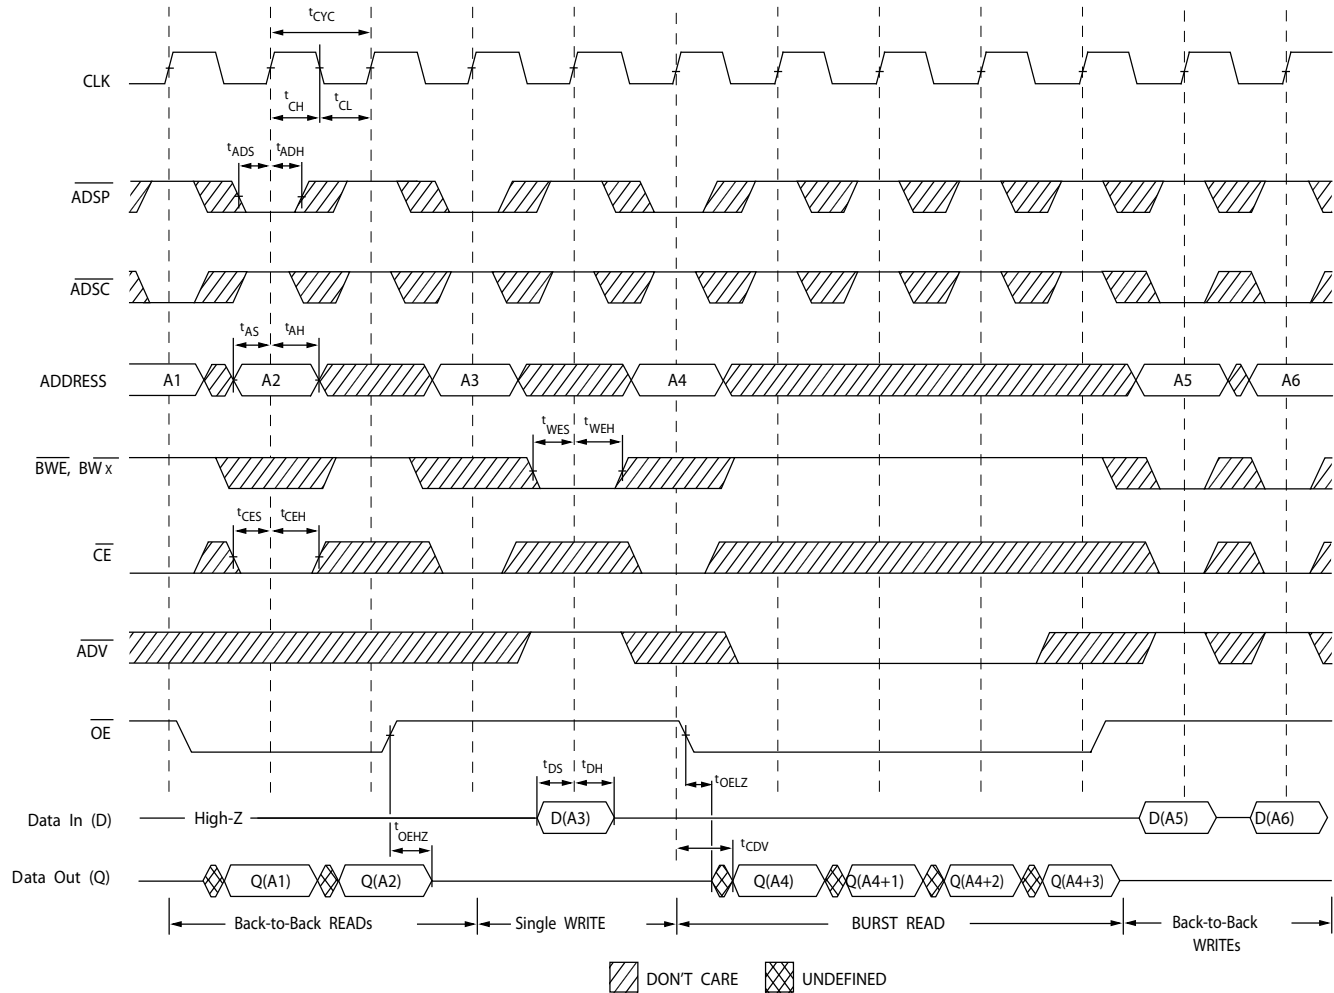 tCYC
CLK
tCH
tCL
tADS
tADH
ADSP
ADSC
tAS
tAH
ADDRESS
A1
A2
A3
A4
A5
A6
tWES
tWEH
BWE, BW X
tCES
tCEH
CE
ADV
OE
tDS
tDH
tOELZ
Data In (D)
High-Z
D(A3)
D(A5)
D(A6)
tOEHZ
tCDV
Data Out (Q)
Q(A1)
Q(A2)
Q(A4)
Q(A4+1)
Q(A4+2)
Q(A4+3)
Back-to-Back READs
Single WRITE
BURST READ
Back-to-Back
WRITEs
DON'T CARE
UNDEFINED